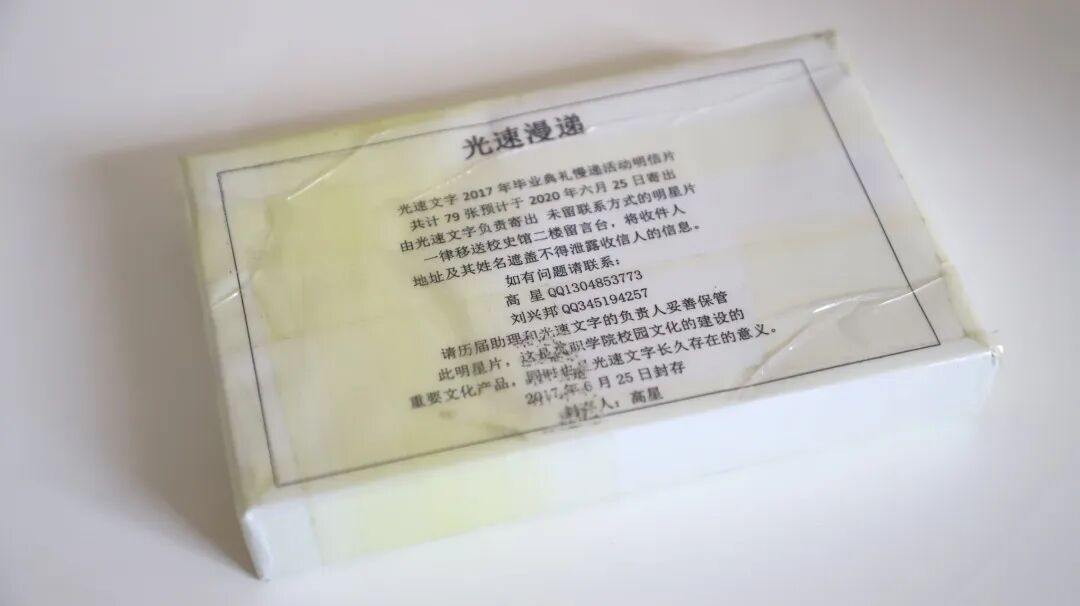 光速漫递
光速文字 2017 年毕业典礼慢递活动明信片
共计 79 张预计于 2020 年六月 25 日寄出
由光速文字负责寄出 未留联系方式的明星片
一律移送校史馆二楼留言台，将收件人
地址及其姓名遮盖不得泄露收信人的信息。
如有问题请联系：
高 星 QQ1304853773
刘兴邦 QQ345194257
请历届助理和光速文字的负责人妥善保管
此明星片，这是高职学院校园文化的建设的
重要文化产品，同时也是光速文字长久存在的意义。
2017 年 6 月 25 日封存
封存人：高星